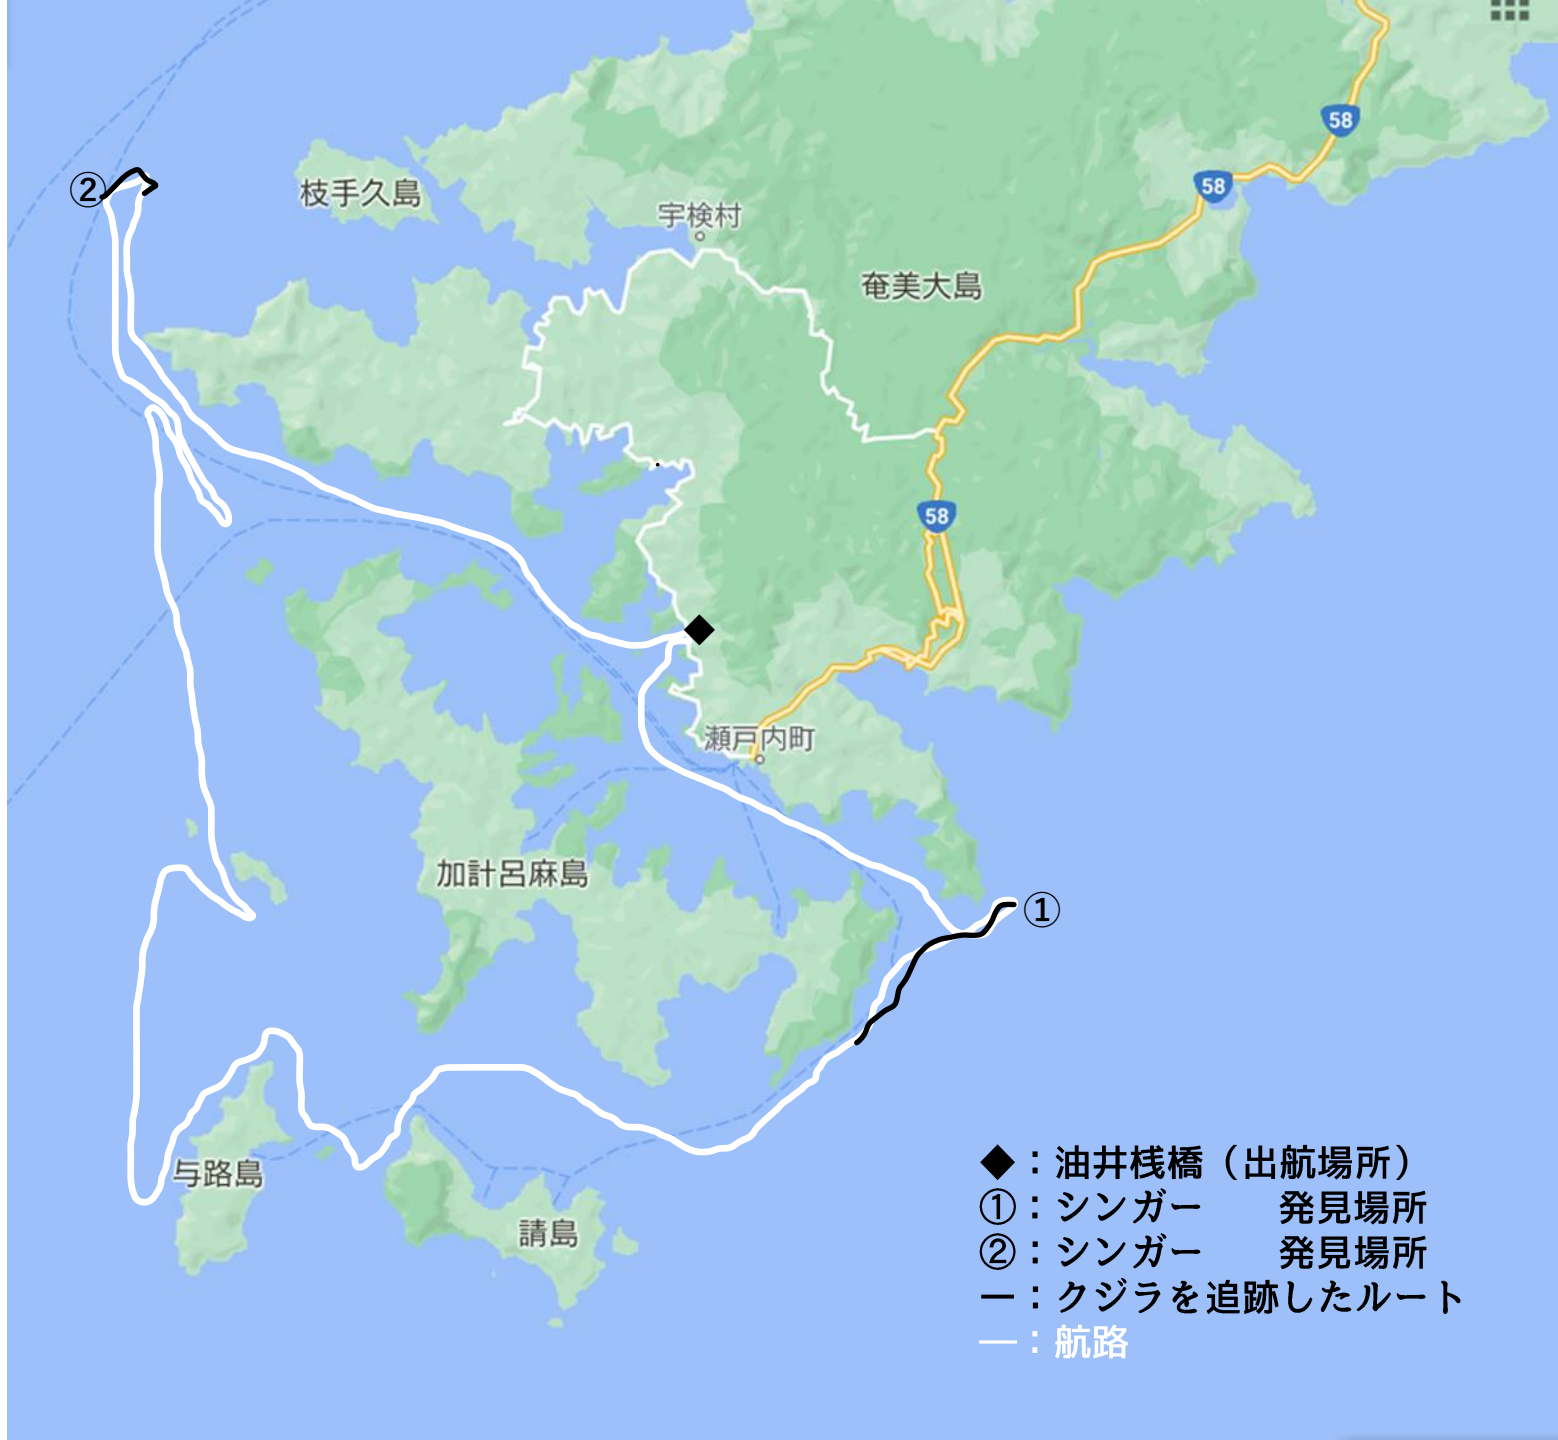 58
58
②
枝手久島
宇検村
奄美大島
58
瀬戸内町
加計呂麻島
①
与路島
請島
◆：油井桟橋（出航場所）
①：シンガー　　発見場所
②：シンガー　　発見場所
ー：クジラを追跡したルート
―：航路